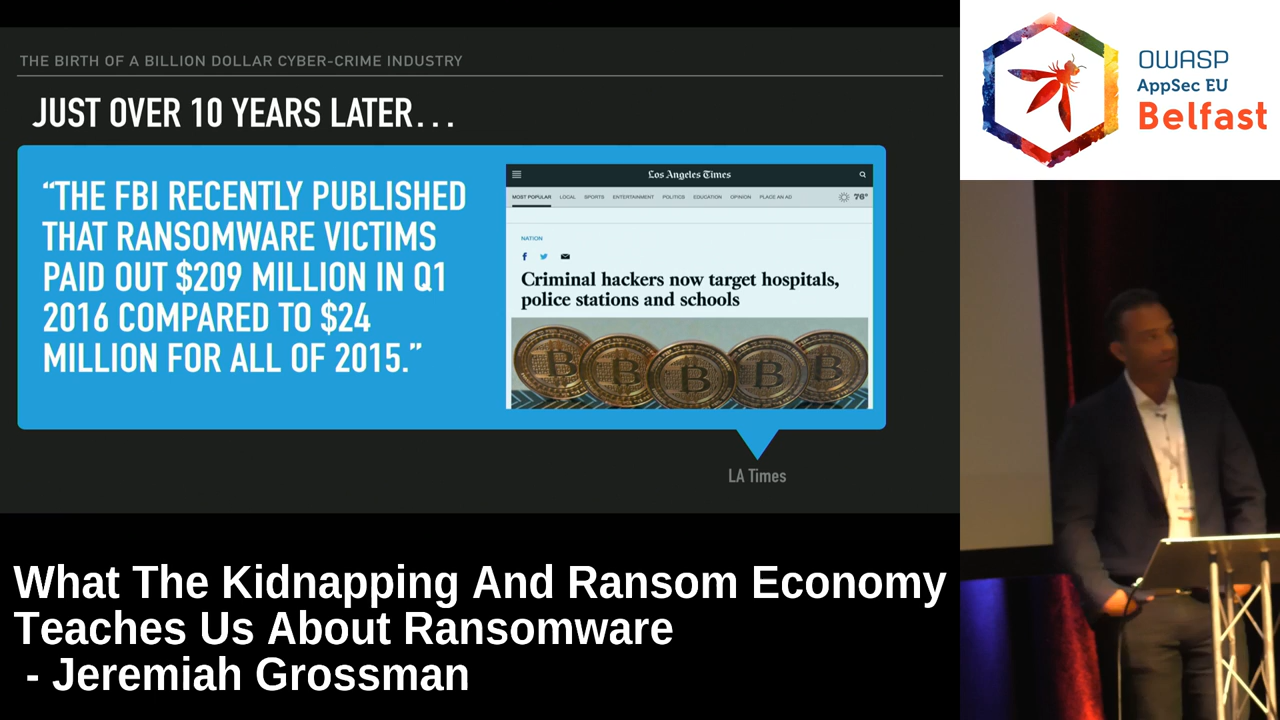 THE BIRTH OF A BILLION DOLLAR CYBER-CRIME INDUSTRY
JUST OVER 10 YEARS LATER...
“THE FBI RECENTLY PUBLISHED
THAT RANSOMWARE VICTIMS
PAID OUT $209 MILLION IN Q1
2016 COMPARED TO $24
MILLION FOR ALL OF 2015.”
Los Angeles Times
MOST POPULAR LOCAL SPORTS ENTERTAINMENT POLITICS EDUCATION OPINION PLACE AN AD 76°
NATION
Criminal hackers now target hospitals,
police stations and schools
LA Times
OWASP
AppSec EU
Belfast
What The Kidnapping And Ransom Economy
Teaches Us About Ransomware
- Jeremiah Grossman